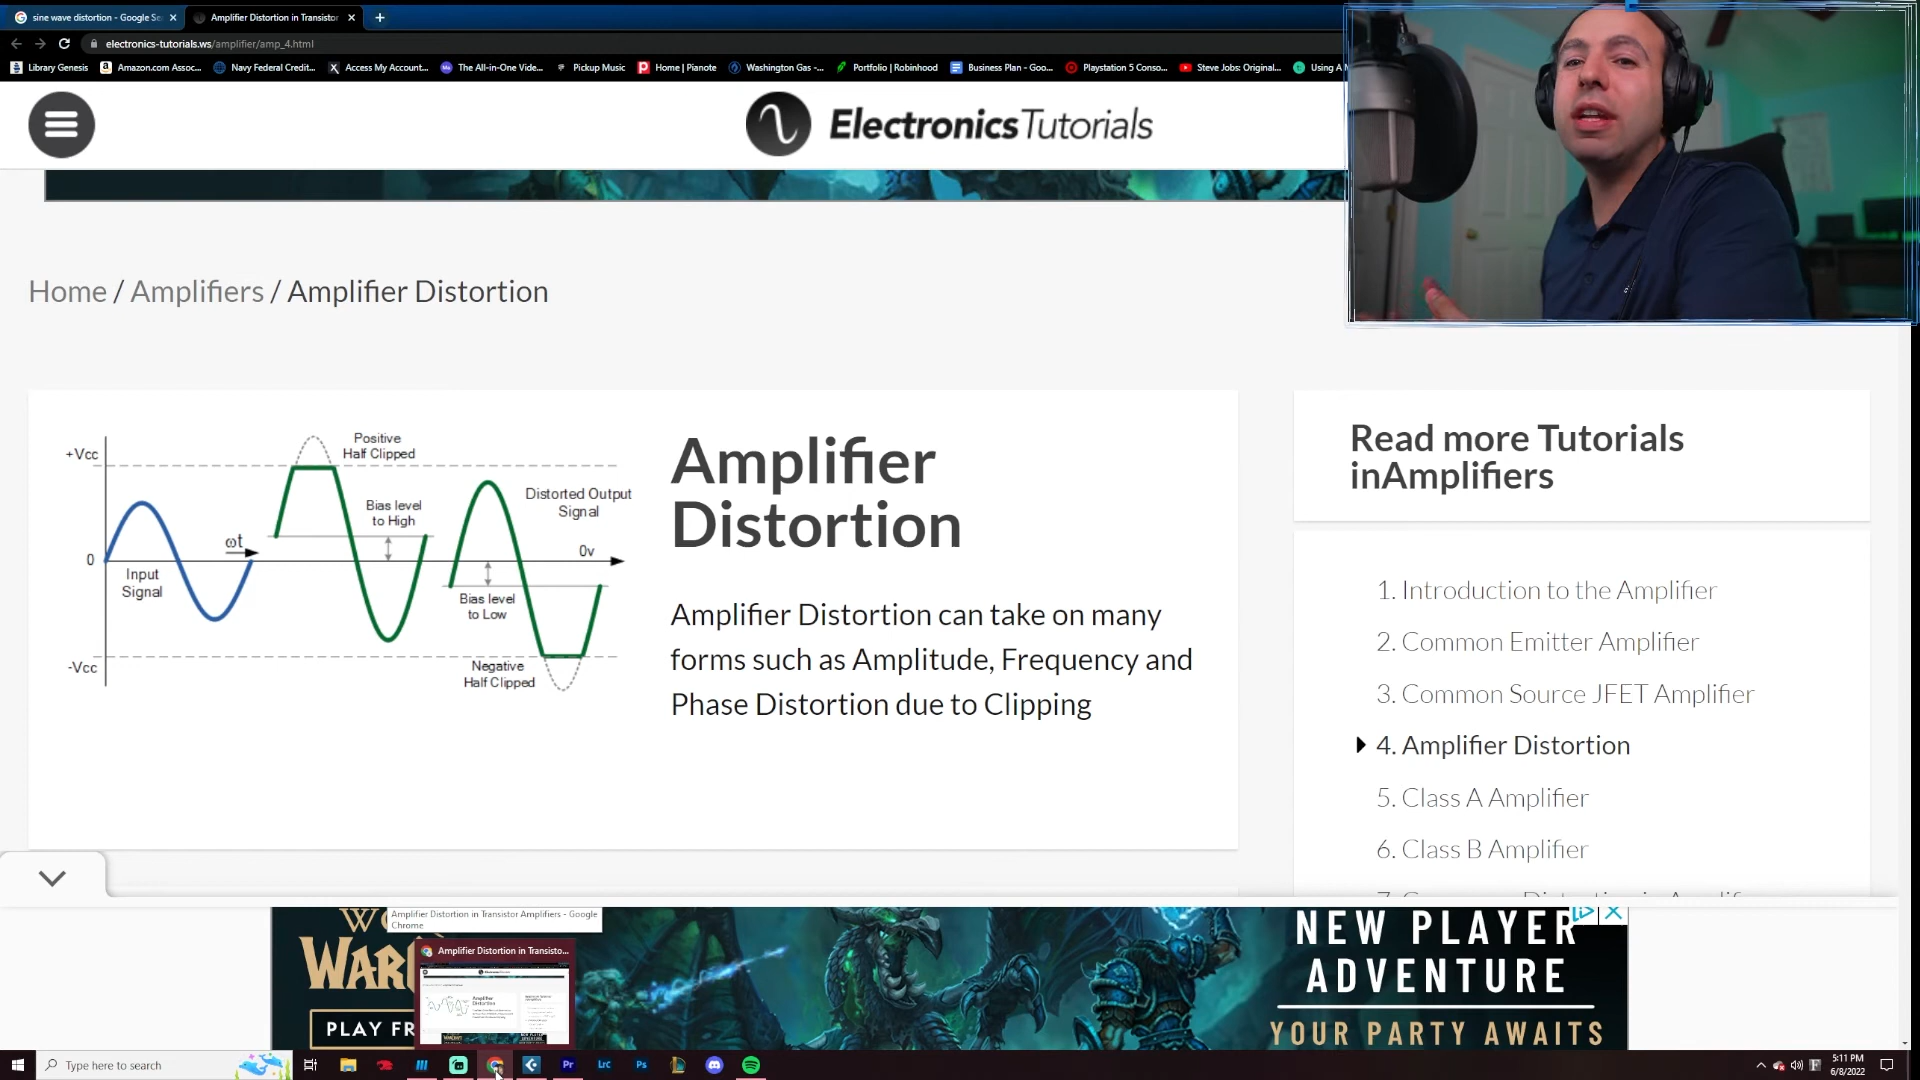 sine wave distortion - Google Se
Amplifier Distortion in Transistor
electronics-tutorials.ws/amplifier/amp_4.html
Library Genesis
Amazon.com Assoc...
Navy Federal Credit...
Access My Account...
The All-in-One Vide...
Pickup Music
Home | Pianote
Washington Gas -...
Portfolio | Robinhood
Business Plan - Goo...
Playstation 5 Conso...
Steve Jobs: Original...
Using A
ElectronicsTutorials
Home / Amplifiers / Amplifier Distortion
+Vcc
Positive
Half Clipped
Bias level
to High
Distorted Output
Signal
ωt
0v
0
Input
Signal
Bias level
to Low
-Vcc
Negative
Half Clipped
Amplifier
Distortion
Amplifier Distortion can take on many
forms such as Amplitude, Frequency and
Phase Distortion due to Clipping
Read more Tutorials
inAmplifiers
1. Introduction to the Amplifier
2. Common Emitter Amplifier
3. Common Source JFET Amplifier
4. Amplifier Distortion
5. Class A Amplifier
6. Class B Amplifier
Amplifier Distortion in Transistor Amplifiers - Google
Chrome
Amplifier Distortion in Transisto...
PLAY FR
NEW PLAYER
ADVENTURE
YOUR PARTY AWAITS
Type here to search
Pr
Lrc
Ps
5:11 PM
6/8/2022